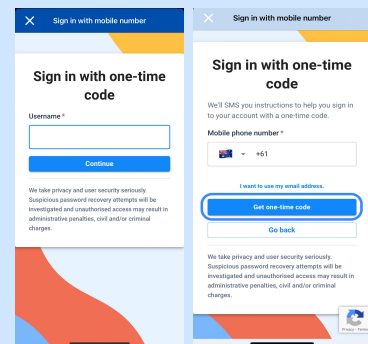 Sign in with mobile number
Sign in with one-time
code
Username *
Continue
We take privacy and user security seriously.
Suspicious password recovery attempts will be
investigated and unauthorised access may result in
administrative penalties, civil and/or criminal
charges.
Sign in with mobile number
Sign in with one-time
code
We'll SMS you instructions to help you sign in
to your account with a one-time code.
Mobile phone number *
+61
I want to use my email address.
Get one-time code
Go back
We take privacy and user security seriously.
Suspicious password recovery attempts will be
investigated and unauthorised access may result in
administrative penalties, civil and/or criminal
charges.
Privacy - Terms